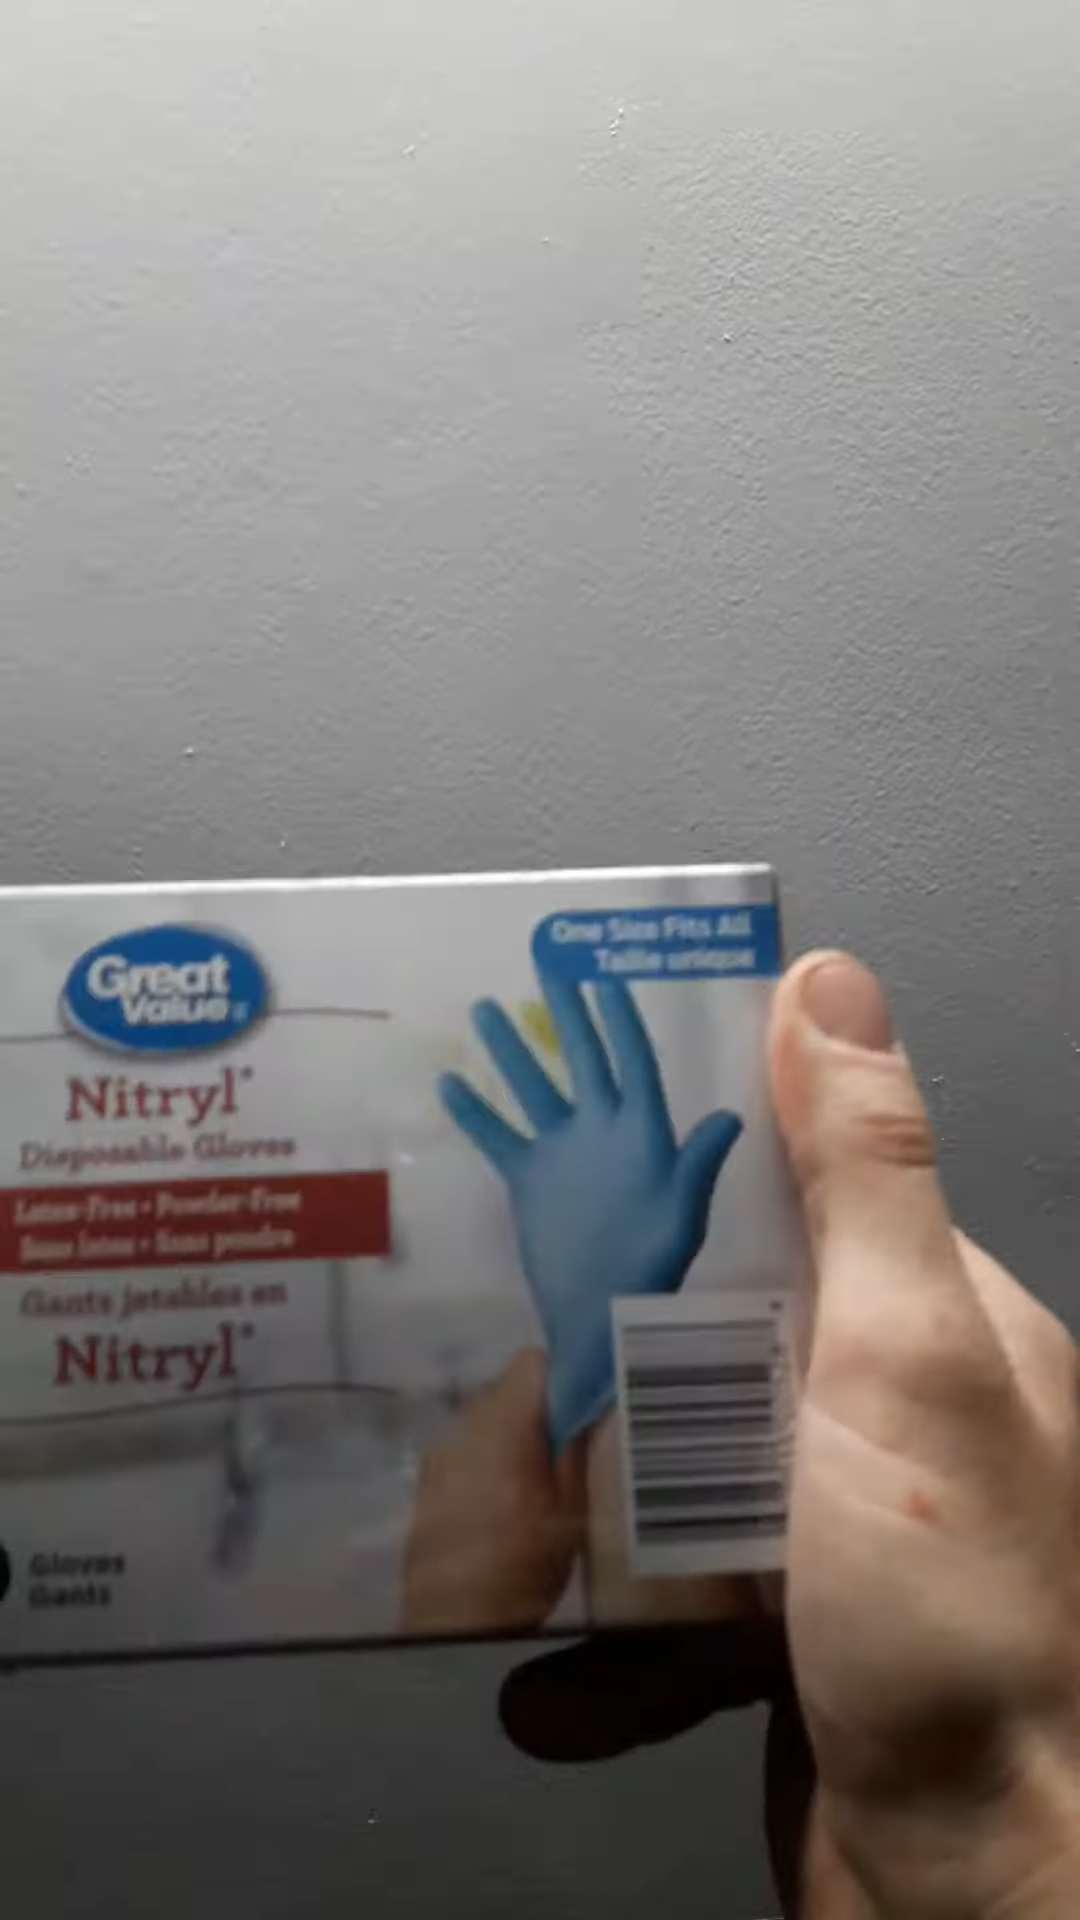 Great
Value
One Size Fits All
Taille unique
Nitryl*
Disposable Gloves
Latex-Free • Powder-Free
Sans latex • Sans poudre
Gants jetables en
Nitryl*
Gloves
Gants